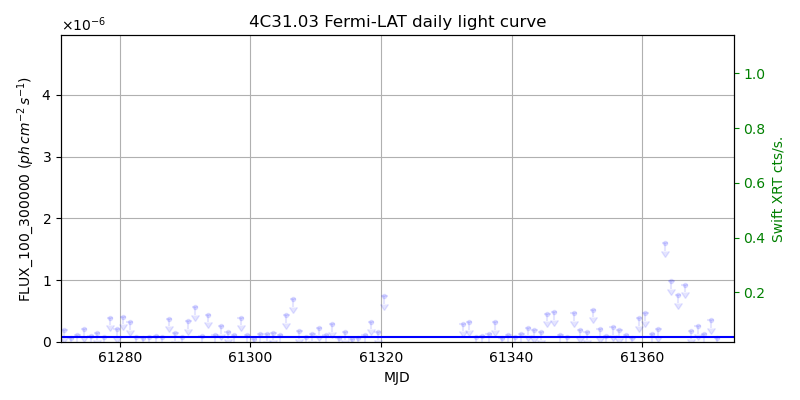 4C31.03 Fermi-LAT daily light curve
×10⁻⁶
FLUX_100_300000 (ph cm⁻² s⁻¹)
4
3
2
1
0
1.0
0.8
0.6
0.4
0.2
Swift XRT cts/s.
61280 61300 61320 61340 61360
MJD